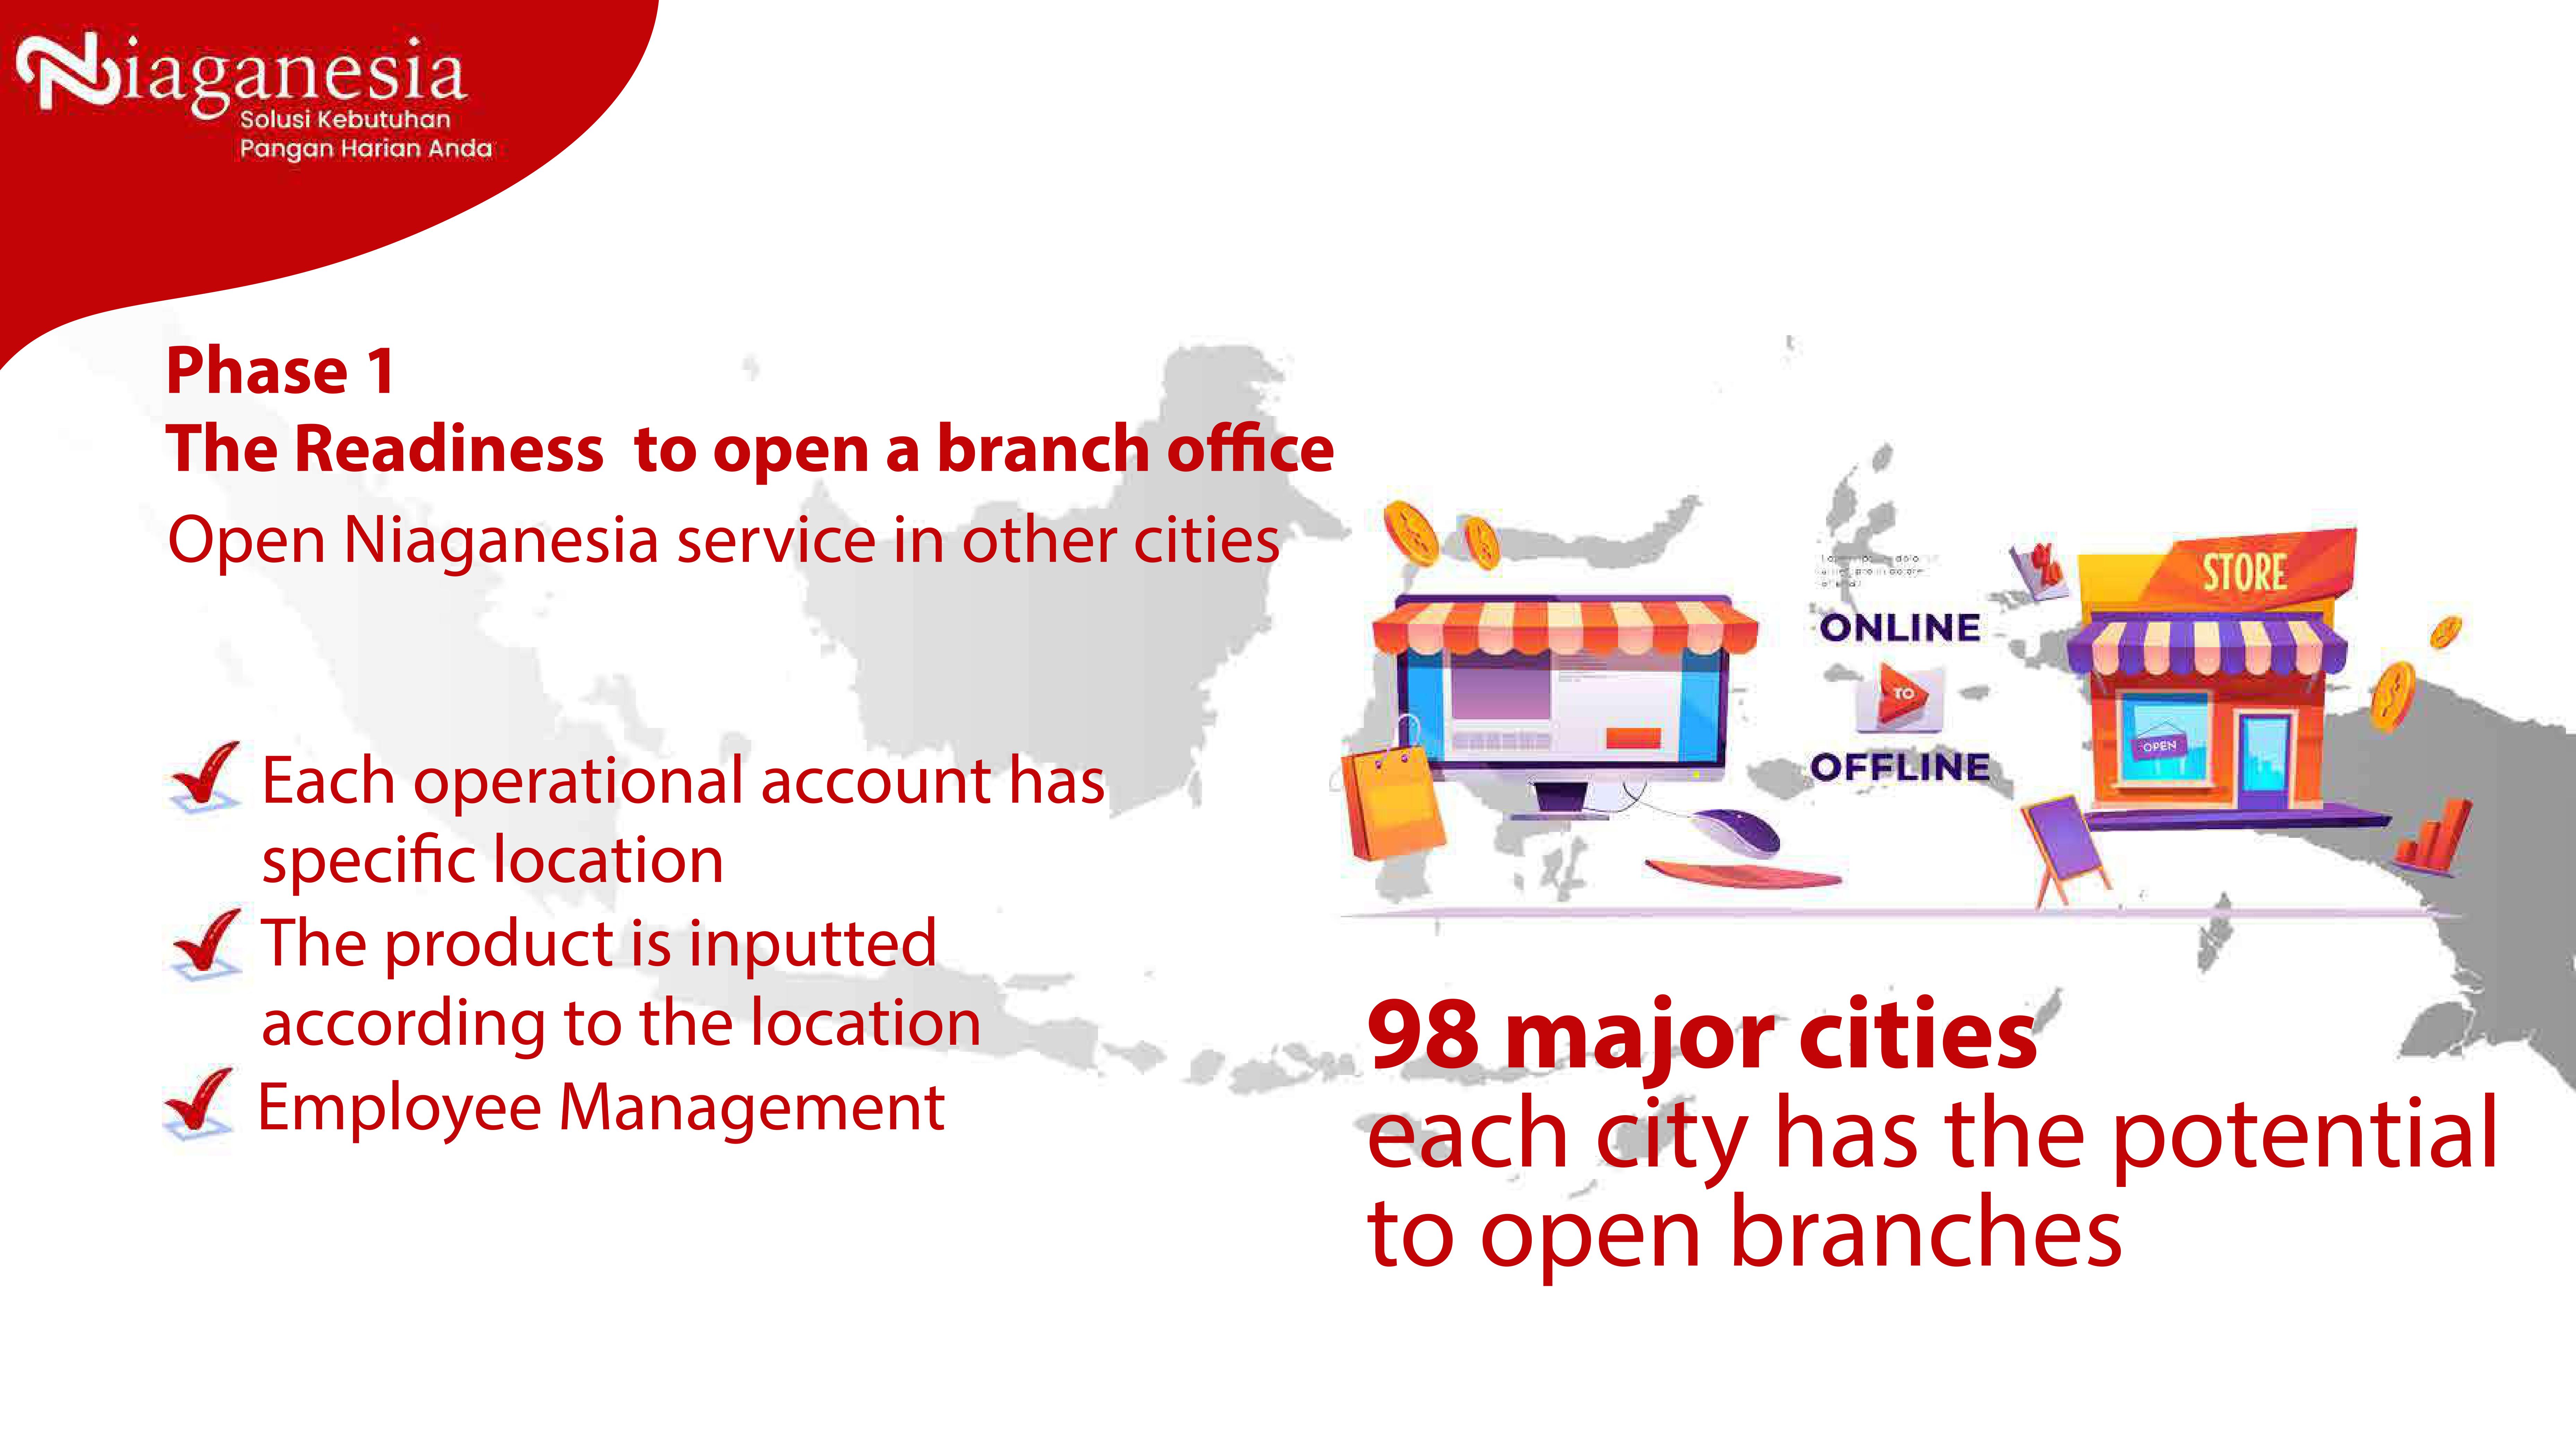 Niaganesia
Solusi Kebutuhan
Pangan Harian Anda
Phase 1
The Readiness to open a branch office
Open Niaganesia service in other cities
Each operational account has
specific location
The product is inputted
according to the location
Employee Management
ONLINE
TO
OFFLINE
STORE
OPEN
98 major cities
each city has the potential
to open branches